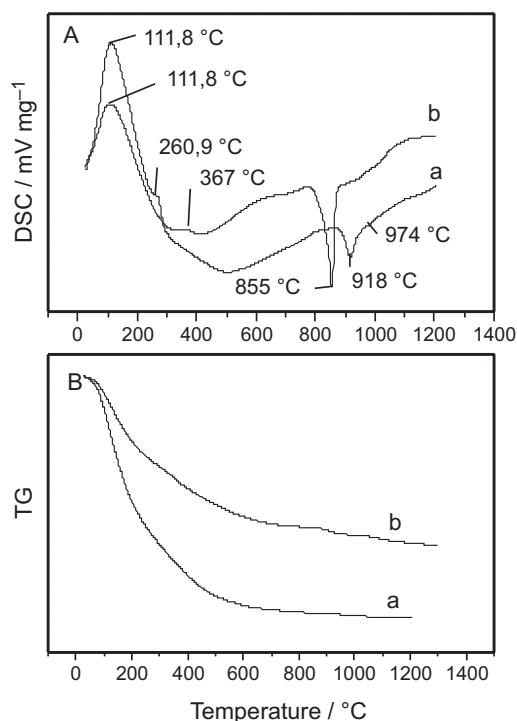 A
111,8 °C
111,8 °C
260,9 °C
367 °C
b
a
974 °C
855 °C
918 °C
DSC / mV mg–1
0 200 400 600 800 1000 1200 1400
B
b
a
TG
0 200 400 600 800 1000 1200 1400
Temperature / °C